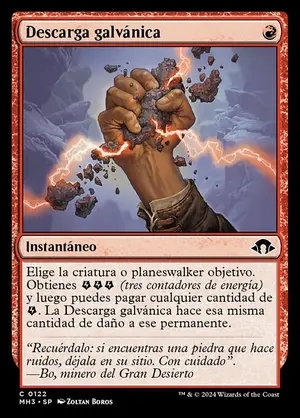 Descarga galvánica
Instantáneo
Elige la criatura o planeswalker objetivo.
Obtienes (tres contadores de energía)
y luego puedes pagar cualquier cantidad de
. La Descarga galvánica hace esa misma
cantidad de daño a ese permanente.
“Recuérdalo: si encuentras una piedra que hace
ruidos, déjala en su sitio. Con cuidado”.
—Bo, minero del Gran Desierto
C 0122
MH3 • SP ZOLTAN BOROS
™ & © 2024 Wizards of the Coast